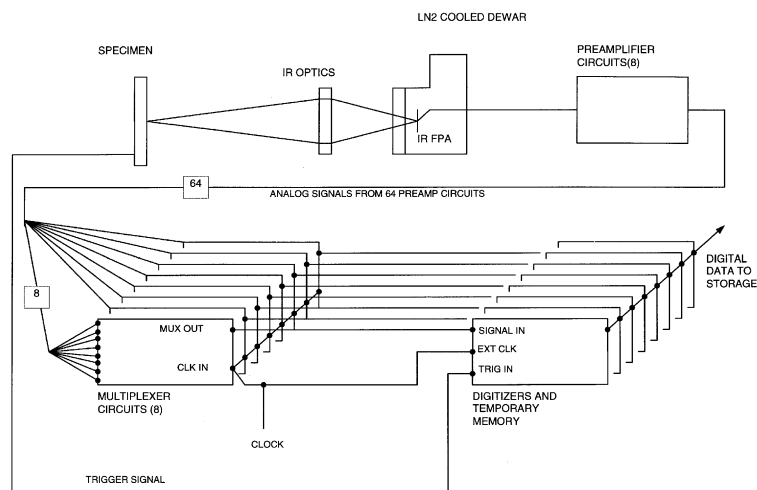 LN2 COOLED DEWAR
SPECIMEN
IR OPTICS
PREAMPLIFIER
CIRCUITS(8)
IR FPA
64
ANALOG SIGNALS FROM 64 PREAMP CIRCUITS
8
DIGITAL
DATA TO
STORAGE
MUX OUT
CLK IN
SIGNAL IN
EXT CLK
TRIG IN
MULTIPLEXER
CIRCUITS (8)
DIGITIZERS AND
TEMPORARY
MEMORY
CLOCK
TRIGGER SIGNAL